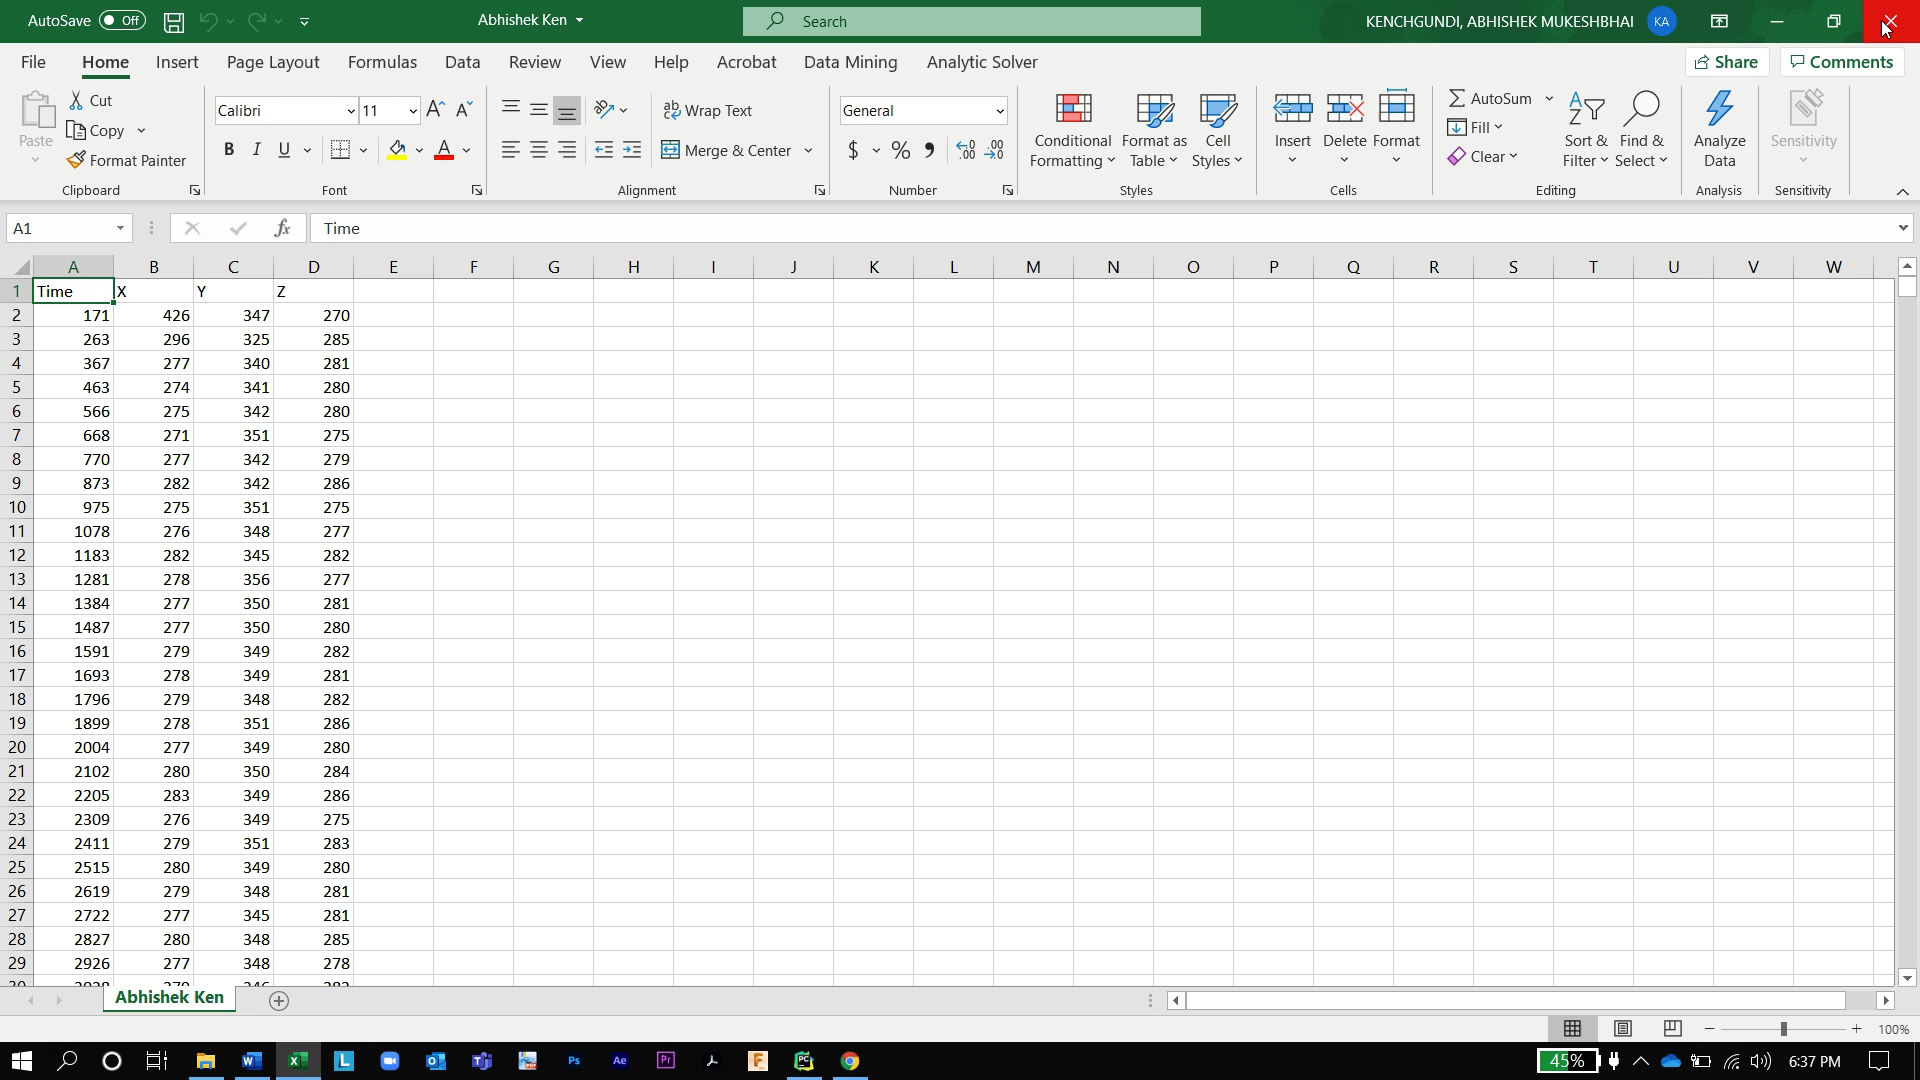 AutoSave Off Abhishek Ken Search KENCHGUNDI, ABHISHEK MUKESHBHAI KA
File Home Insert Page Layout Formulas Data Review View Help Acrobat Data Mining Analytic Solver Share Comments
Paste Cut Copy Format Painter Clipboard
Calibri 11 B I U A Font
Wrap Text Merge & Center Alignment
General $ % Number
Conditional Formatting Format as Table Cell Styles Styles
Insert Delete Format Cells
AutoSum Fill Clear Sort & Filter Find & Select Editing
Analyze Data Analysis
Sensitivity Sensitivity
A1 fx Time
A B C D E F G H I J K L M N O P Q R S T U V W
1 Time X Y Z
2 171 426 347 270
3 263 296 325 285
4 367 277 340 281
5 463 274 341 280
6 566 275 342 280
7 668 271 351 275
8 770 277 342 279
9 873 282 342 286
10 975 275 351 275
11 1078 276 348 277
12 1183 282 345 282
13 1281 278 356 277
14 1384 277 350 281
15 1487 277 350 280
16 1591 279 349 282
17 1693 278 349 281
18 1796 279 348 282
19 1899 278 351 286
20 2004 277 349 280
21 2102 280 350 284
22 2205 283 349 286
23 2309 276 349 275
24 2411 279 351 283
25 2515 280 349 280
26 2619 279 348 281
27 2722 277 345 281
28 2827 280 348 285
29 2926 277 348 278
Abhishek Ken
100%
45% 6:37 PM